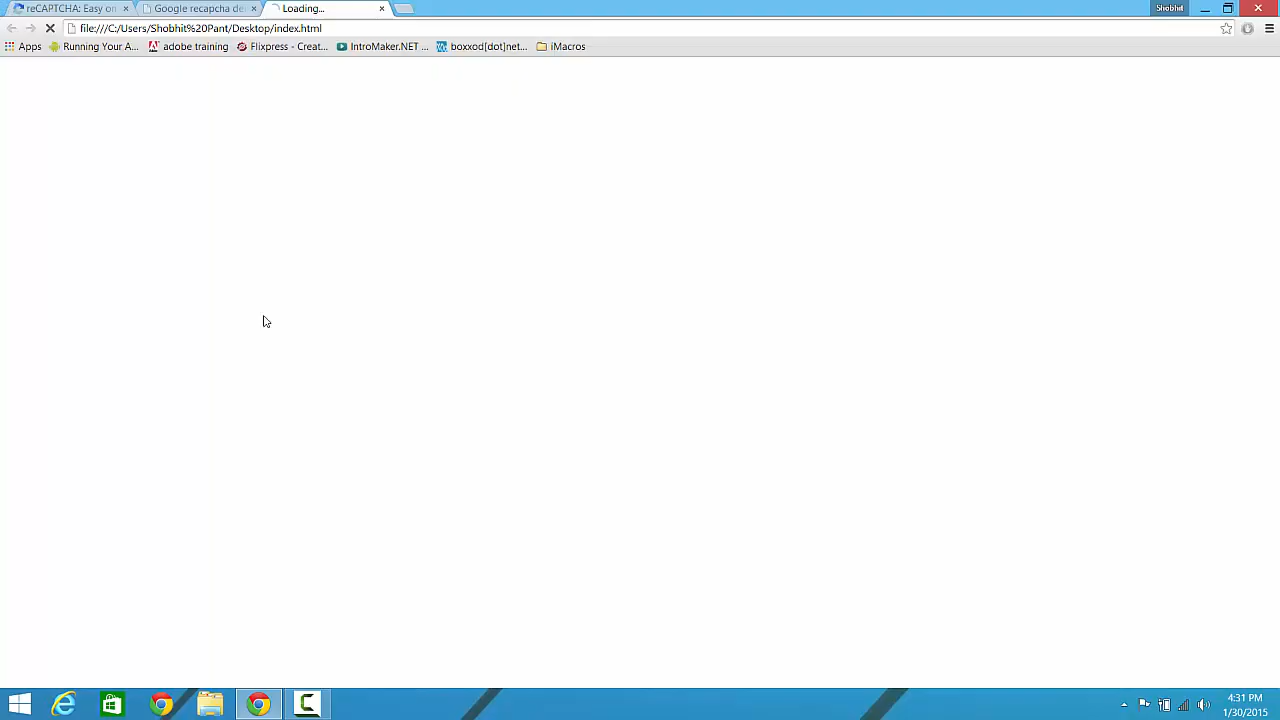 reCAPTCHA: Easy on
Google recapcha de
Loading...
Shobhit
file:///C:/Users/Shobhit%20Pant/Desktop/index.html
Apps
Running Your A...
adobe training
Flixpress - Creat...
IntroMaker.NET ...
boxxod[dot]net...
iMacros
4:31 PM
1/30/2015